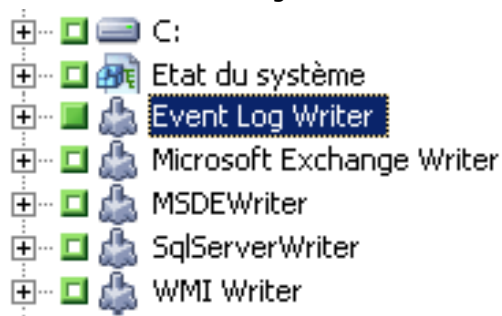 C:
Etat du système
Event Log Writer
Microsoft Exchange Writer
MSDEWriter
SqlServerWriter
WMI Writer